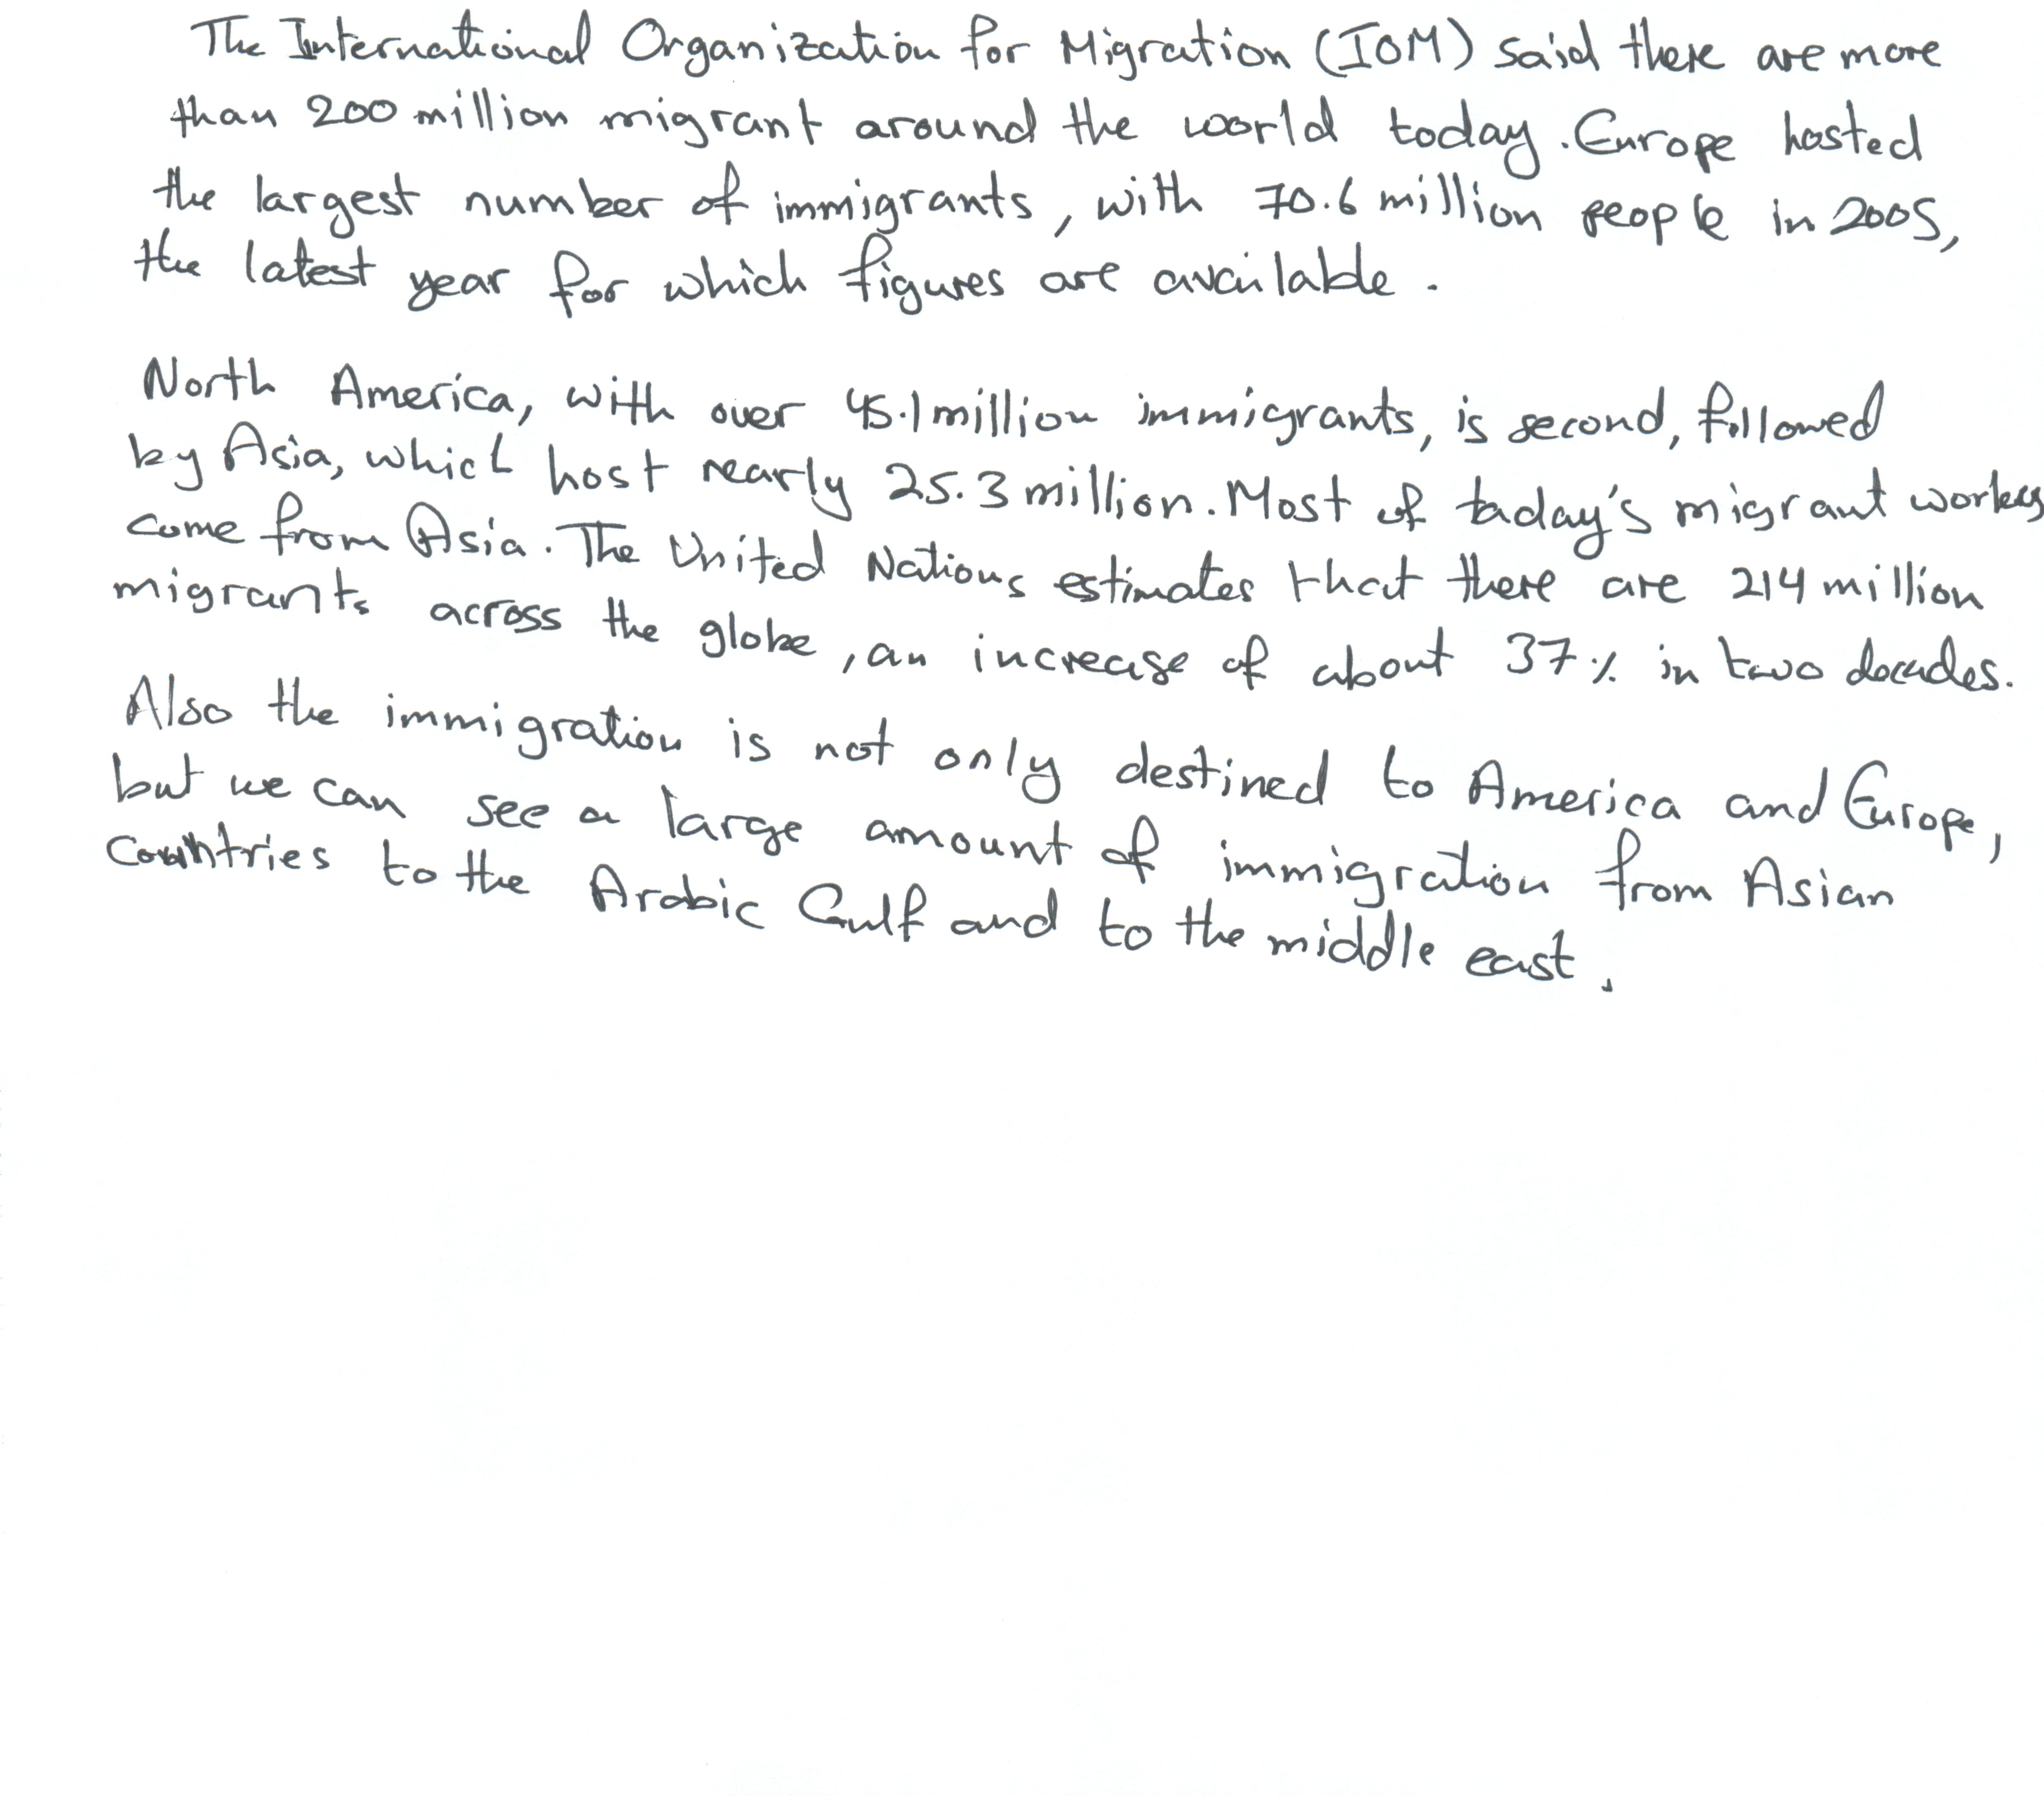 The International Organization for Migration (IOM) said there are more
than 200 million migrant around the world today. Europe hosted
the largest number of immigrants, with 70.6 million people in 2005,
the latest year for which figures are available.
North America, with over 45.1 million immigrants, is second, followed
by Asia, which host nearly 25.3 million. Most of today's migrant workers
come from Asia. The United Nations estimates that there are 214 million
migrants across the globe, an increase of about 37% in two decades.
Also the immigration is not only destined to America and Europe,
but we can see a large amount of immigration from Asian
countries to the Arabic Gulf and to the middle east.